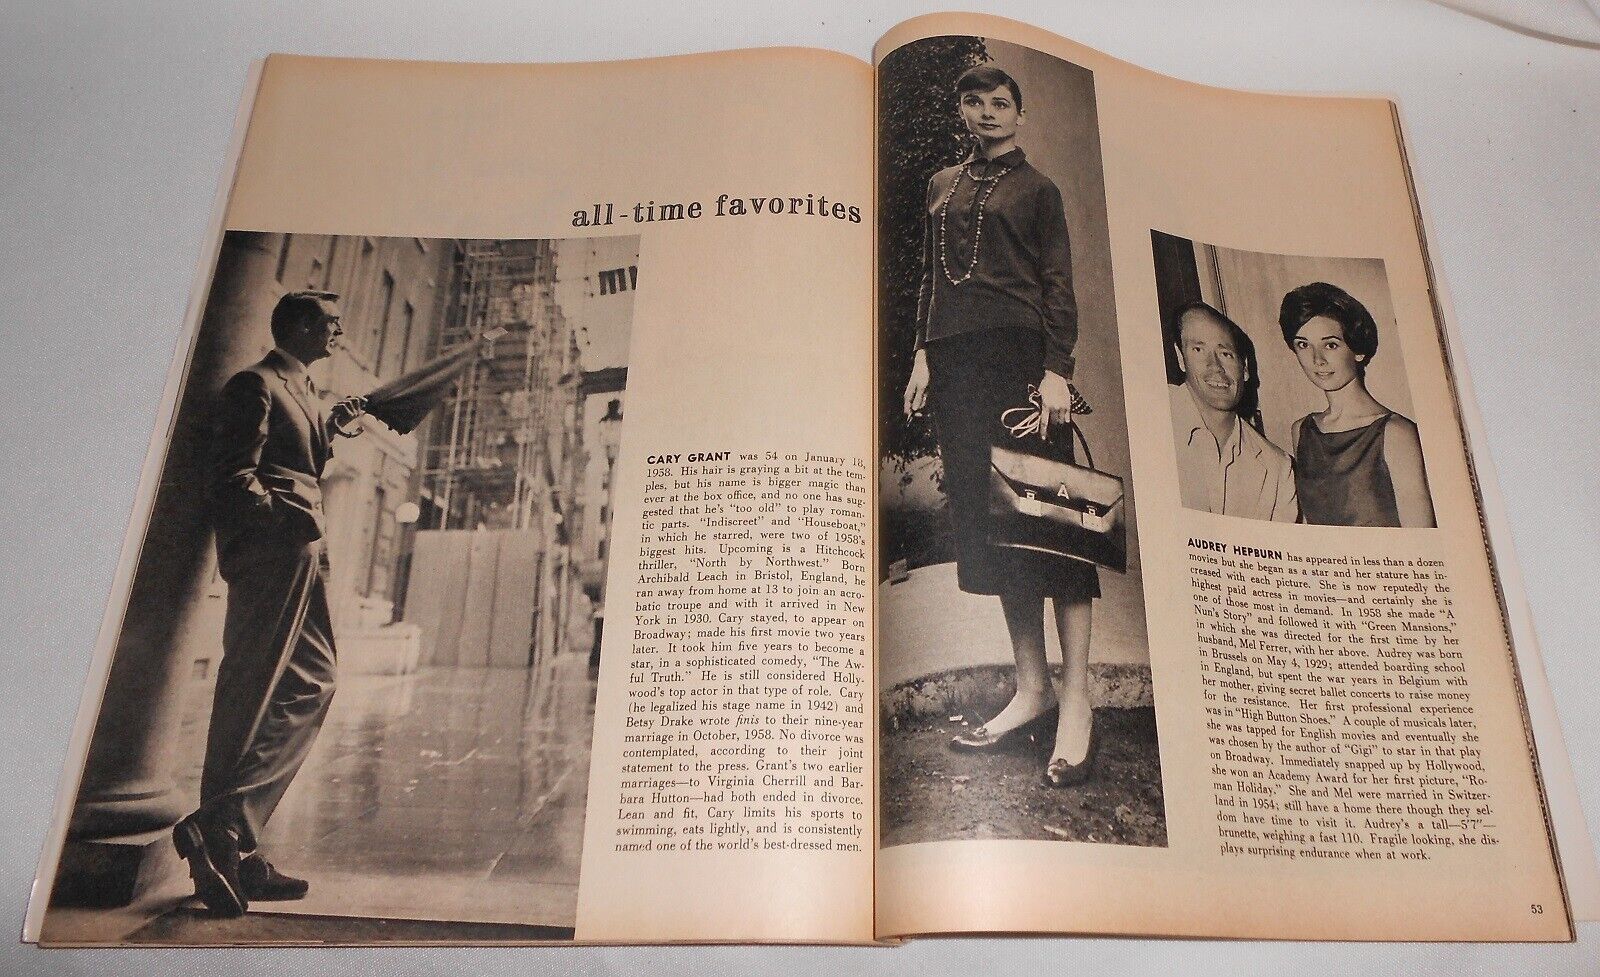 all-time favorites
CARY GRANT was 54 on January 18,
1958. His hair is graying a bit at the tem-
ples, but his name is bigger magic than
ever at the box office, and no one has sug-
gested that he's "too old" to play roman-
tic parts. "Indiscreet" and "Houseboat,"
in which he starred, were two of 1958's
biggest hits. Upcoming is a Hitchcock
thriller, "North by Northwest." Born
Archibald Leach in Bristol, England, he
ran away from home at 13 to join an acro-
batic troupe and with it arrived in New
York in 1930. Cary stayed, to appear on
Broadway; made his first movie two years
later. It took him five years to become a
star, in a sophisticated comedy, "The Aw-
ful Truth." He is still considered Holly-
wood's top actor in that type of role. Cary
(he legalized his stage name in 1942) and
Betsy Drake wrote finis to their nine-year
marriage in October, 1958. No divorce was
contemplated, according to their joint
statement to the press. Grant's two earlier
marriages—to Virginia Cherrill and Bar-
bara Hutton—had both ended in divorce.
Lean and fit, Cary limits his sports to
swimming, eats lightly, and is consistently
named one of the world's best-dressed men.
A
AUDREY HEPBURN has appeared in less than a dozen
movies but she began as a star and her stature has in-
creased with each picture. She is now reputedly the
highest paid actress in movies—and certainly she is
one of those most in demand. In 1958 she made "A
Nun's Story" and followed it with "Green Mansions,"
in which she was directed for the first time by her
husband, Mel Ferrer, with her above. Audrey was born
in Brussels on May 4, 1929; attended boarding school
in England, but spent the war years in Belgium with
her mother, giving secret ballet concerts to raise money
for the resistance. Her first professional experience
was in "High Button Shoes." A couple of musicals later,
she was tapped for English movies and eventually she
was chosen by the author of "Gigi" to star in that play
on Broadway. Immediately snapped up by Hollywood,
she won an Academy Award for her first picture, "Ro-
man Holiday." She and Mel were married in Switzer-
land in 1954; still have a home there though they sel-
dom have time to visit it. Audrey's a tall—5'7"—
brunette, weighing a fast 110. Fragile looking, she dis-
plays surprising endurance when at work.
53